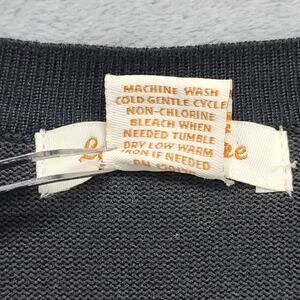 MACHINE WASH
COLD GENTLE CYCLE
NON-CHLORINE
BLEACH WHEN
NEEDED TUMBLE
DRY LOW WARM
IRON IF NEEDED